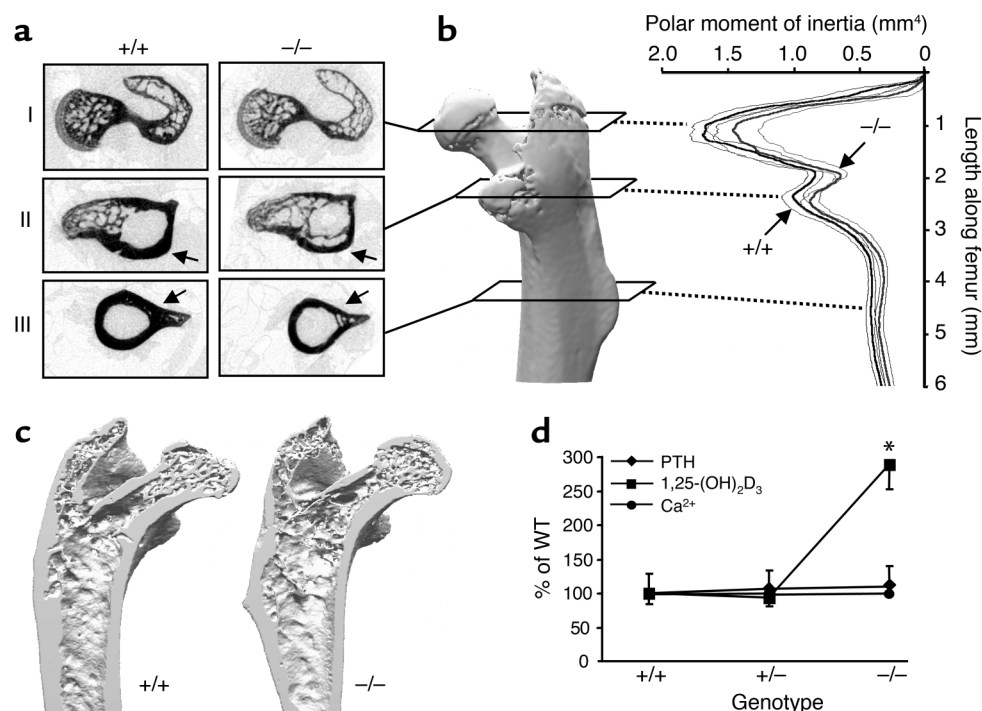 a
+/+
–/–
I
II
III
b
Polar moment of inertia (mm⁴)
2.0 1.5 1.0 0.5 0
–/–
+/+
1
2
3
4
5
6
Length along femur (mm)
c
+/+
–/–
d
300
250
200
150
100
50
0
% of WT
PTH
1,25-(OH)₂D₃
Ca²⁺
*
+/+ +/– –/–
Genotype